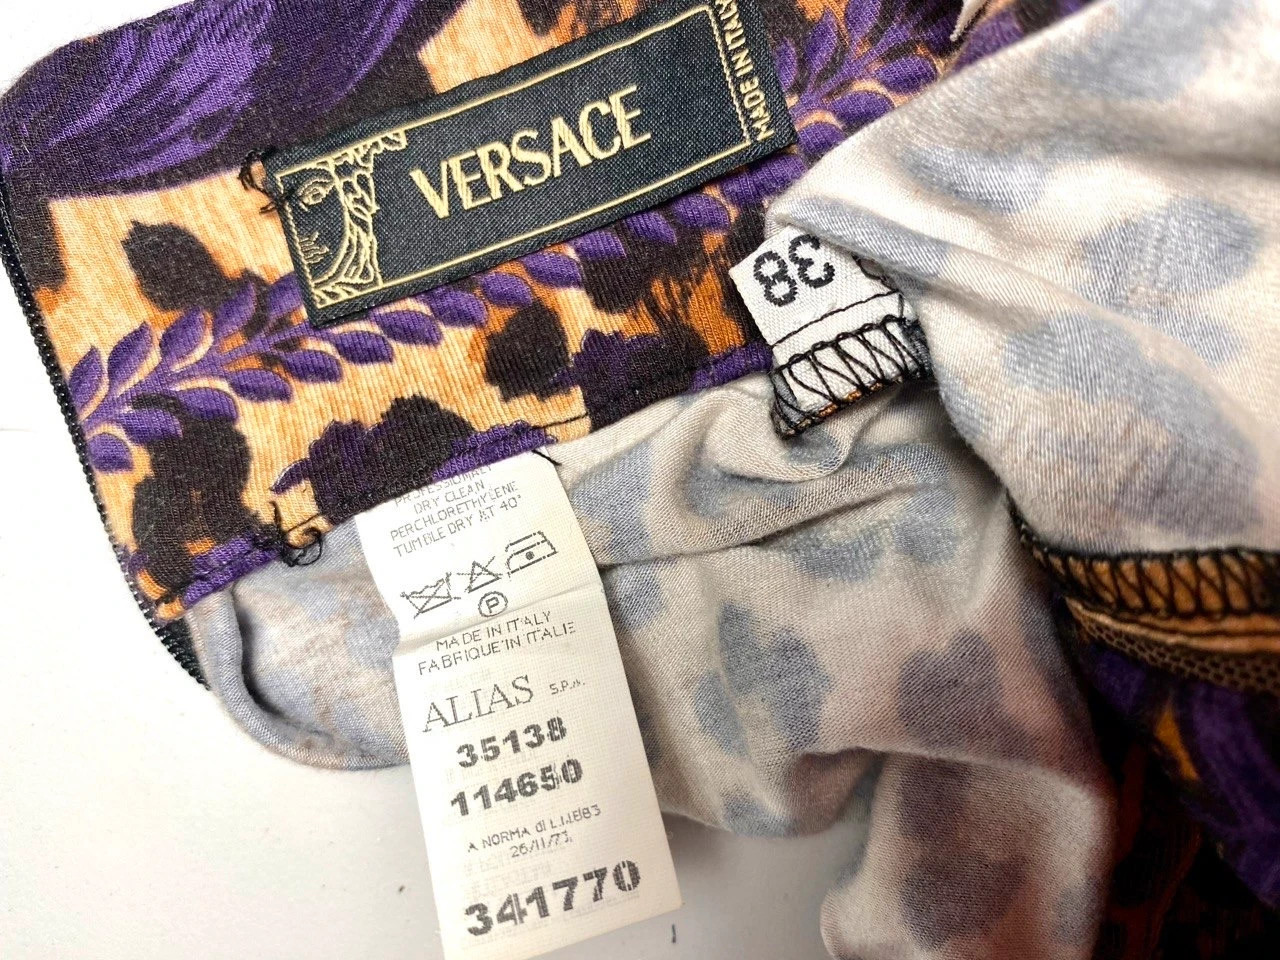 VERSACE
MADE IN ITALY
38
PROFESSIONALY
DRY CLEAN
PERCHLORETHYLENE
TUMBLE DRY AT 40°
P
MADE IN ITALY
FABRIQUE IN ITALIE
ALIAS S.P.A.
35138
114650
A NORMA di L.N.883
26/11/73
341770